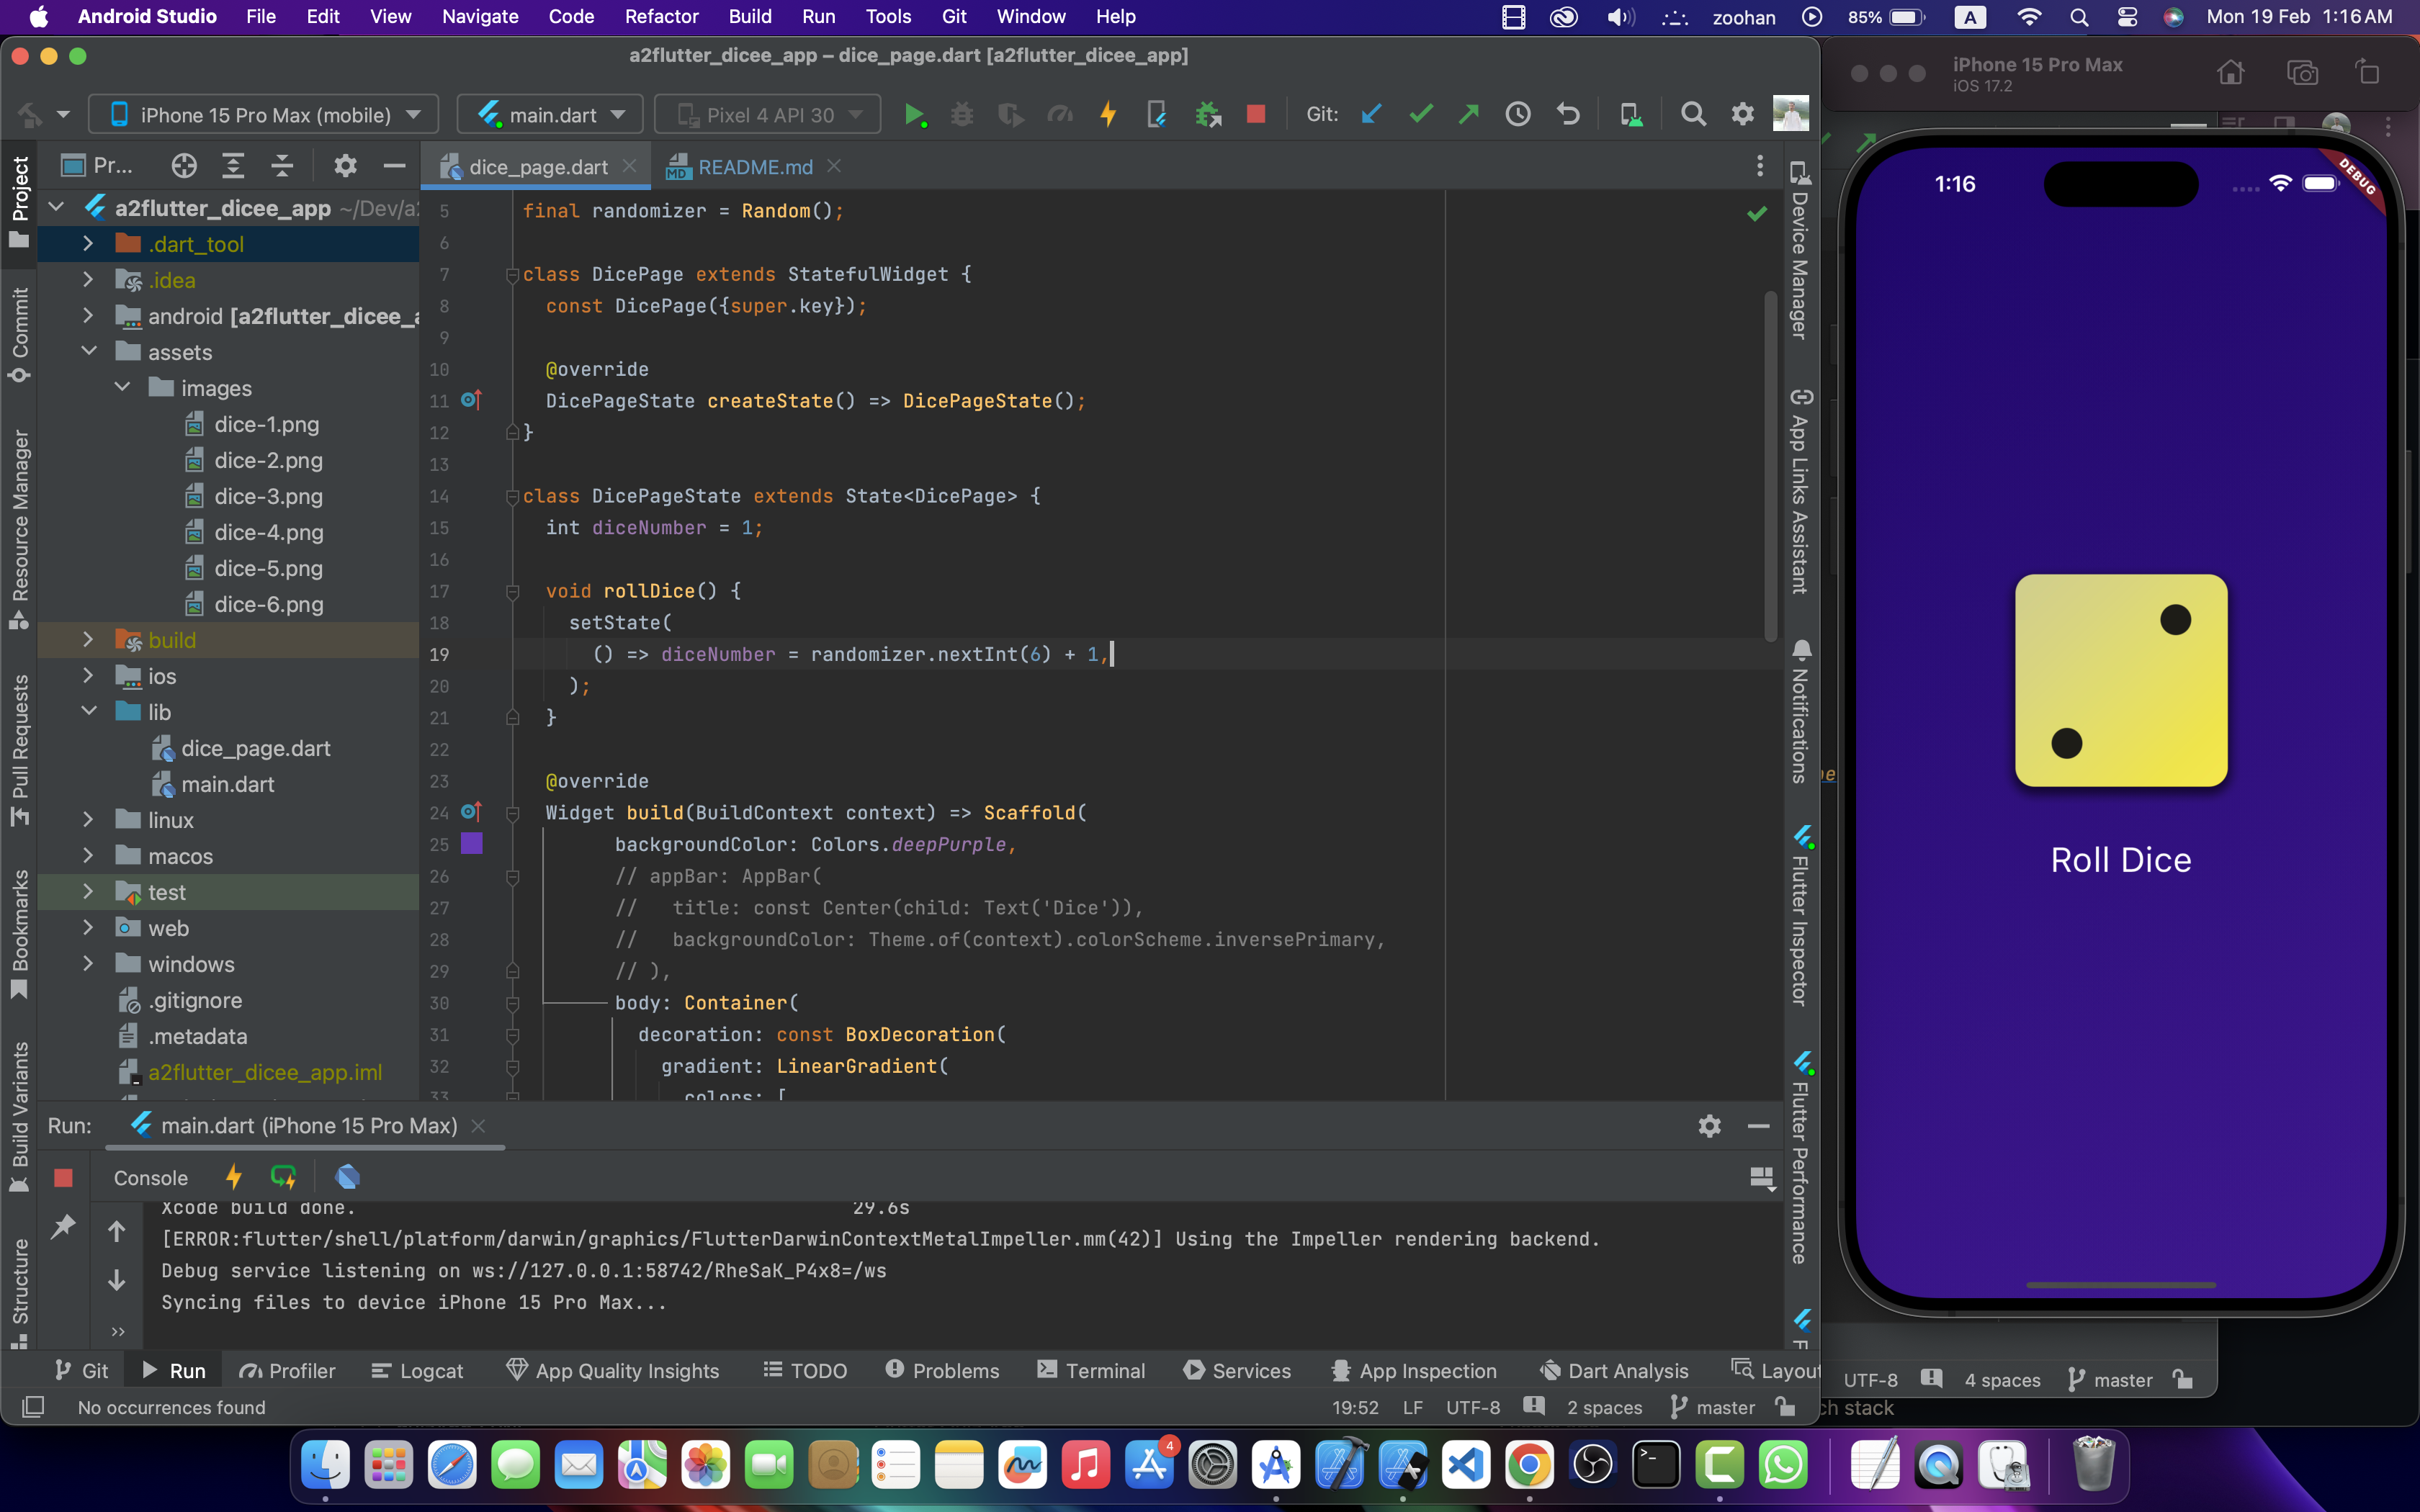 Android Studio File Edit View Navigate Code Refactor Build Run Tools Git Window Help
zoohan 85% A Mon 19 Feb 1:16 AM
a2flutter_dicee_app – dice_page.dart [a2flutter_dicee_app]
iPhone 15 Pro Max (mobile) main.dart Pixel 4 API 30 Git:
Pr...
dice_page.dart
README.md
a2flutter_dicee_app ~/Dev/a2
.dart_tool
.idea
android [a2flutter_dicee_a
assets
images
dice-1.png
dice-2.png
dice-3.png
dice-4.png
dice-5.png
dice-6.png
build
ios
lib
dice_page.dart
main.dart
linux
macos
test
web
windows
.gitignore
.metadata
a2flutter_dicee_app.iml
Project
Commit
Resource Manager
Pull Requests
Bookmarks
Build Variants
Structure
5 final randomizer = Random();
6
7 class DicePage extends StatefulWidget {
8 const DicePage({super.key});
9
10 @override
11 DicePageState createState() => DicePageState();
12 }
13
14 class DicePageState extends State<DicePage> {
15 int diceNumber = 1;
16
17 void rollDice() {
18 setState(
19 () => diceNumber = randomizer.nextInt(6) + 1,
20 );
21 }
22
23 @override
24 Widget build(BuildContext context) => Scaffold(
25 backgroundColor: Colors.deepPurple,
26 // appBar: AppBar(
27 //   title: const Center(child: Text('Dice')),
28 //   backgroundColor: Theme.of(context).colorScheme.inversePrimary,
29 // ),
30 body: Container(
31 decoration: const BoxDecoration(
32 gradient: LinearGradient(
33 colors: [
Device Manager
App Links Assistant
Notifications
Flutter Inspector
Flutter Performance
Run: main.dart (iPhone 15 Pro Max)
Console
Xcode build done. 29.6s
[ERROR:flutter/shell/platform/darwin/graphics/FlutterDarwinContextMetalImpeller.mm(42)] Using the Impeller rendering backend.
Debug service listening on ws://127.0.0.1:58742/RheSaK_P4x8=/ws
Syncing files to device iPhone 15 Pro Max...
Git Run Profiler Logcat App Quality Insights TODO Problems Terminal Services App Inspection Dart Analysis Layout
No occurrences found
19:52 LF UTF-8 2 spaces master
iPhone 15 Pro Max
iOS 17.2
1:16
DEBUG
Roll Dice
UTF-8 4 spaces master
ch stack
4